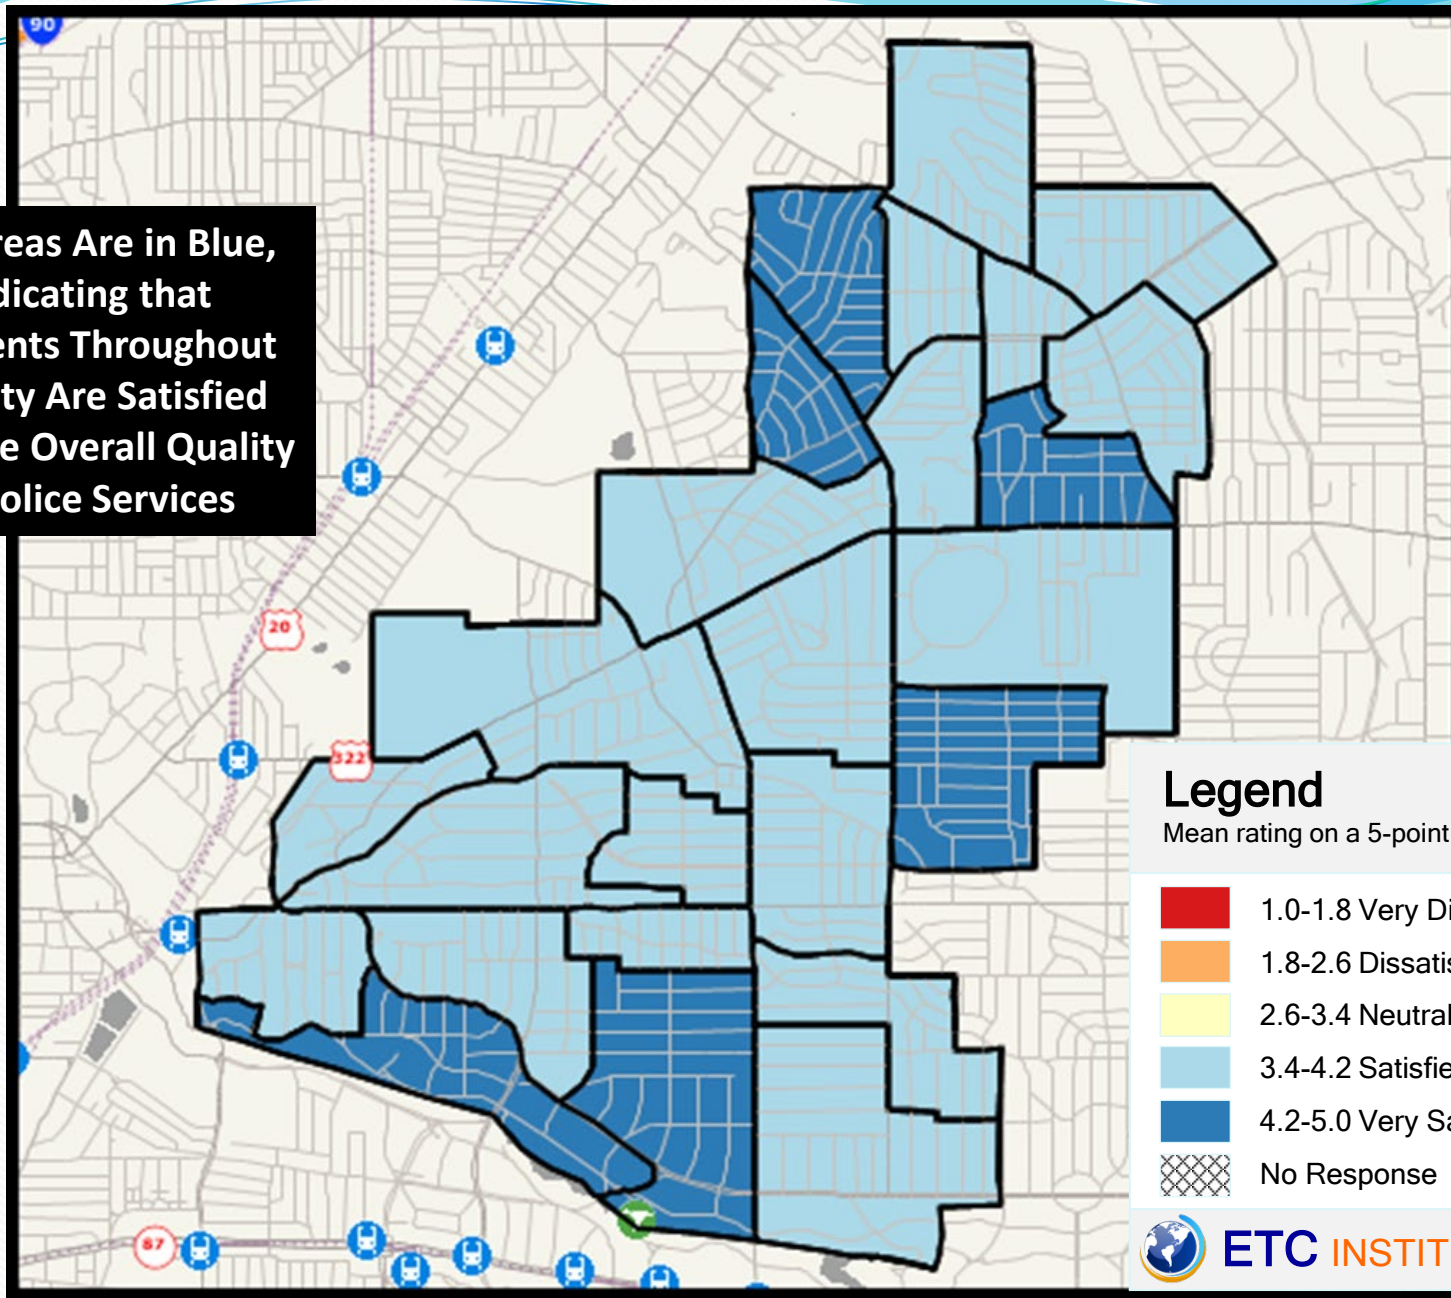 90
reas Are in Blue,
dicating that
ents Throughout
ty Are Satisfied
e Overall Quality
olice Services
20
322
87
Legend
Mean rating on a 5-point
1.0-1.8 Very Di
1.8-2.6 Dissatis
2.6-3.4 Neutral
3.4-4.2 Satisfie
4.2-5.0 Very Sa
No Response
ETC INSTIT